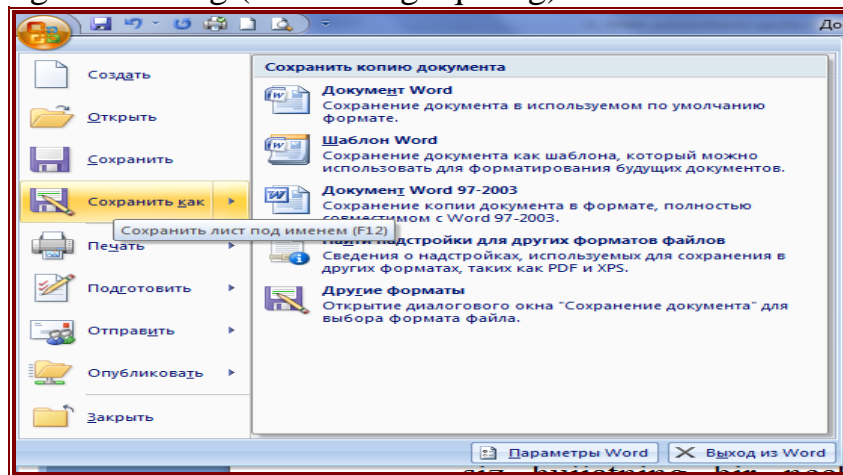 До
Создать
Открыть
Сохранить
Сохранить как
Сохранить лист под именем (F12)
Печать
Подготовить
Отправить
Опубликовать
Закрыть
Сохранить копию документа
Документ Word
Сохранение документа в используемом по умолчанию
формате.
Шаблон Word
Сохранение документа как шаблона, который можно
использовать для форматирования будущих документов.
Документ Word 97-2003
Сохранение копии документа в формате, полностью
совместимом с Word 97-2003.
Найти надстройки для других форматов файлов
Сведения о надстройках, используемых для сохранения в
других форматах, таких как PDF и XPS.
Другие форматы
Открытие диалогового окна "Сохранение документа" для
выбора формата файла.
Параметры Word
Выход из Word